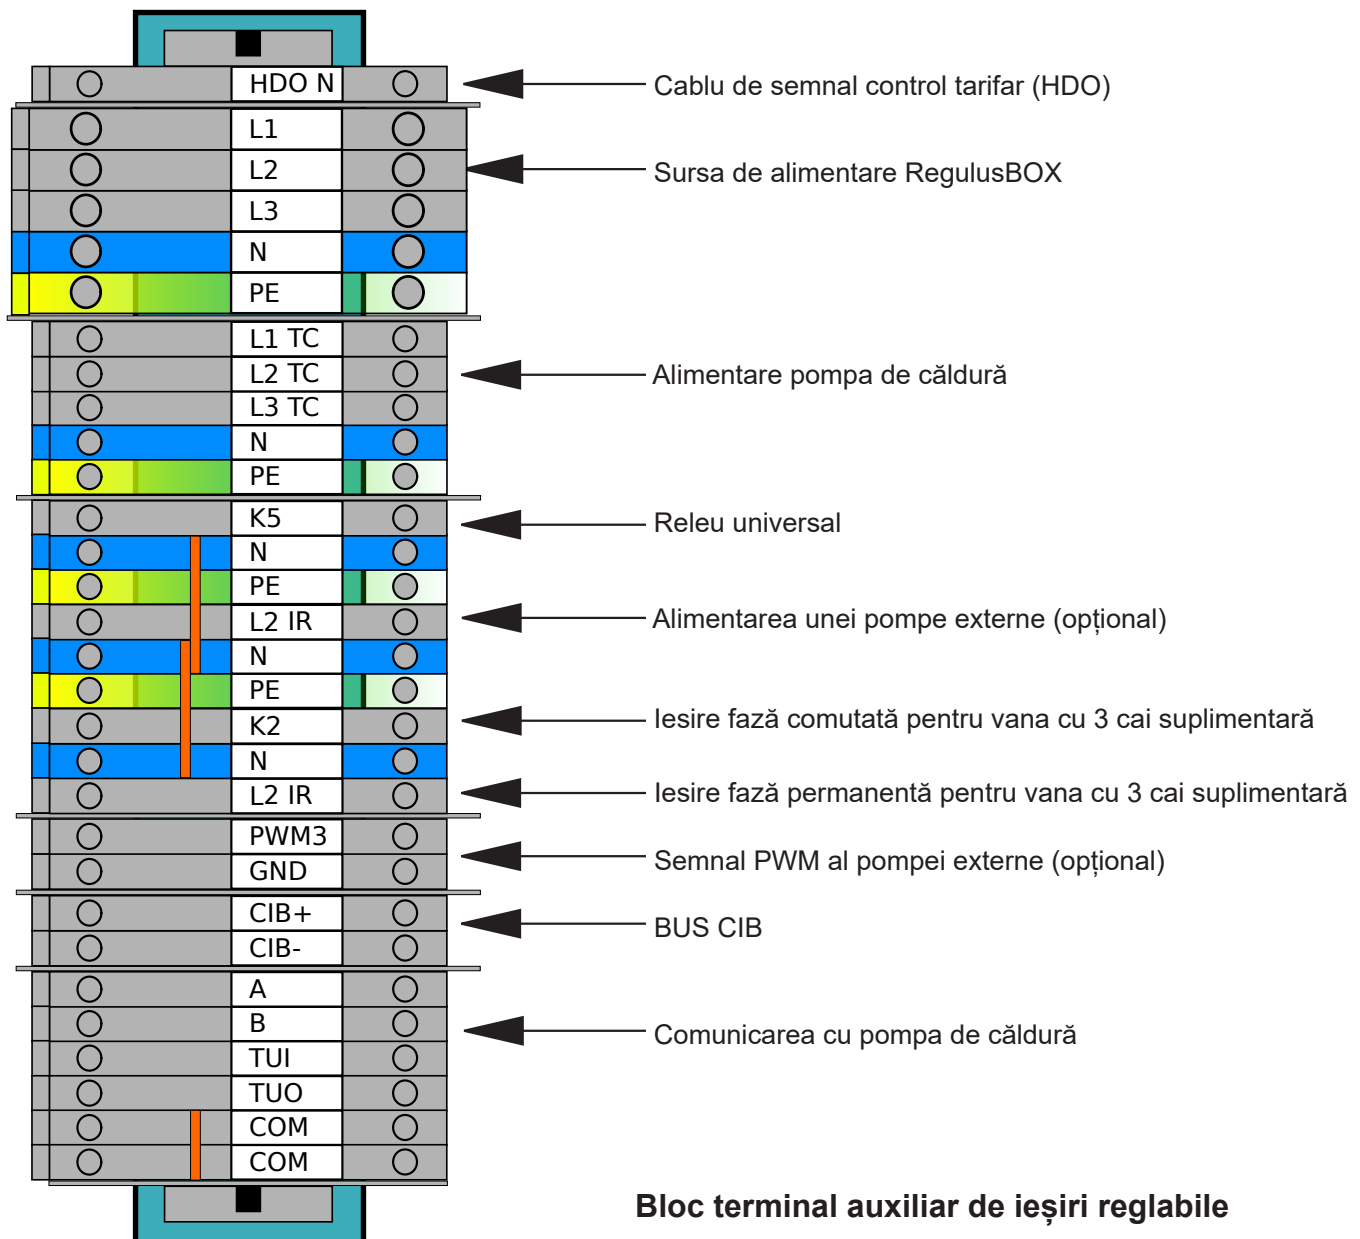 HDO N Cablu de semnal control tarifar (HDO)
L1
L2 Sursa de alimentare RegulusBOX
L3
N
PE
L1 TC
L2 TC Alimentare pompa de căldură
L3 TC
N
PE
K5 Releu universal
N
PE
L2 IR Alimentarea unei pompe externe (opțional)
N
PE
K2 Iesire fază comutată pentru vana cu 3 cai suplimentară
N
L2 IR Iesire fază permanentă pentru vana cu 3 cai suplimentară
PWM3
GND Semnal PWM al pompei externe (opțional)
CIB+ BUS CIB
CIB-
A
B Comunicarea cu pompa de căldură
TUI
TUO
COM
COM
Bloc terminal auxiliar de ieșiri reglabile